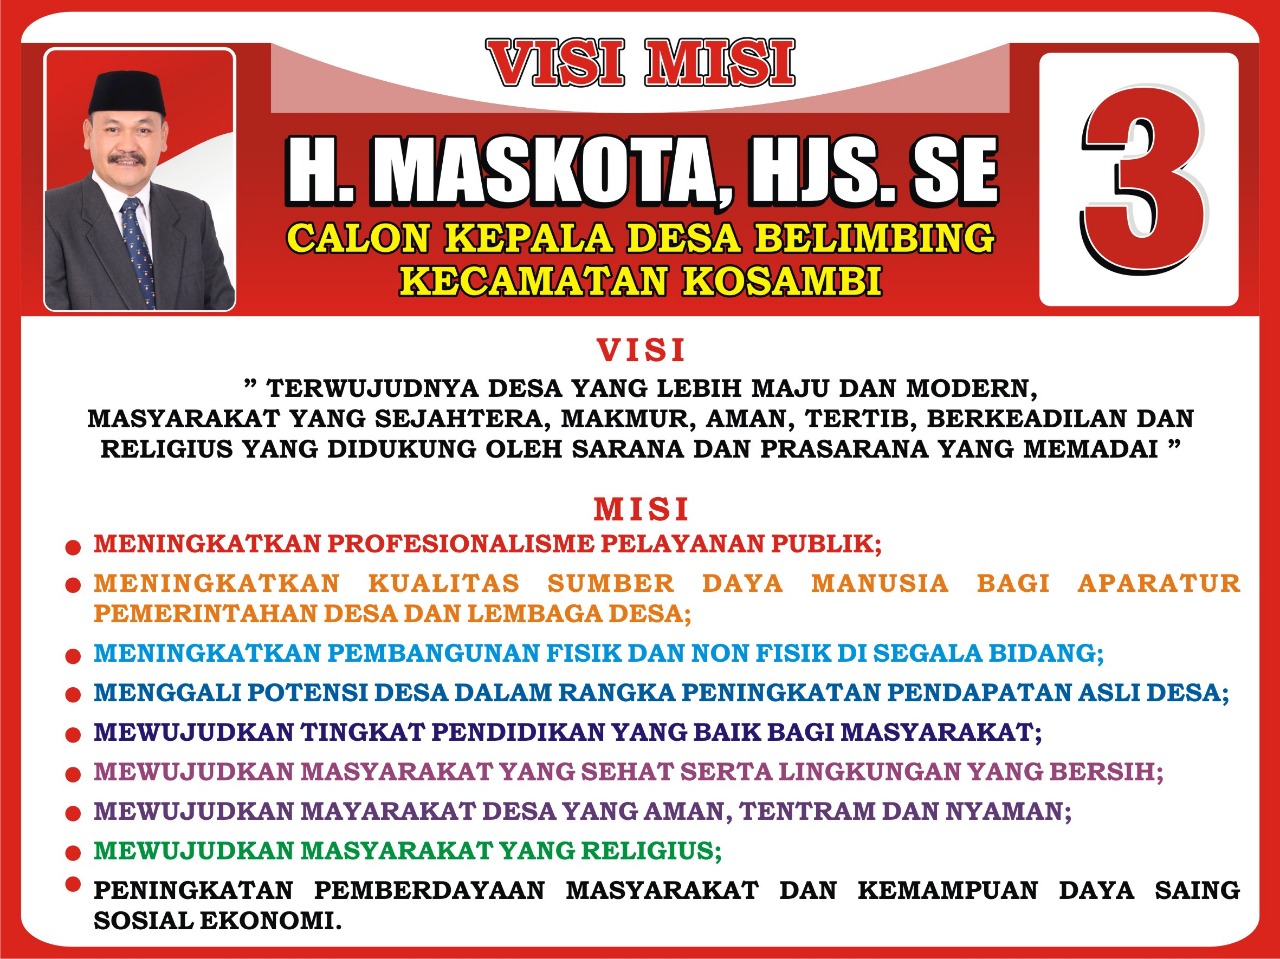 VISI MISI
H. MASKOTA, HJS. SE
CALON KEPALA DESA BELIMBING
KECAMATAN KOSAMBI
3
VISI
” TERWUJUDNYA DESA YANG LEBIH MAJU DAN MODERN,
MASYARAKAT YANG SEJAHTERA, MAKMUR, AMAN, TERTIB, BERKEADILAN DAN
RELIGIUS YANG DIDUKUNG OLEH SARANA DAN PRASARANA YANG MEMADAI ”
MISI
● MENINGKATKAN PROFESIONALISME PELAYANAN PUBLIK;
● MENINGKATKAN KUALITAS SUMBER DAYA MANUSIA BAGI APARATUR
PEMERINTAHAN DESA DAN LEMBAGA DESA;
● MENINGKATKAN PEMBANGUNAN FISIK DAN NON FISIK DI SEGALA BIDANG;
● MENGGALI POTENSI DESA DALAM RANGKA PENINGKATAN PENDAPATAN ASLI DESA;
● MEWUJUDKAN TINGKAT PENDIDIKAN YANG BAIK BAGI MASYARAKAT;
● MEWUJUDKAN MASYARAKAT YANG SEHAT SERTA LINGKUNGAN YANG BERSIH;
● MEWUJUDKAN MAYARAKAT DESA YANG AMAN, TENTRAM DAN NYAMAN;
● MEWUJUDKAN MASYARAKAT YANG RELIGIUS;
● PENINGKATAN PEMBERDAYAAN MASYARAKAT DAN KEMAMPUAN DAYA SAING
SOSIAL EKONOMI.